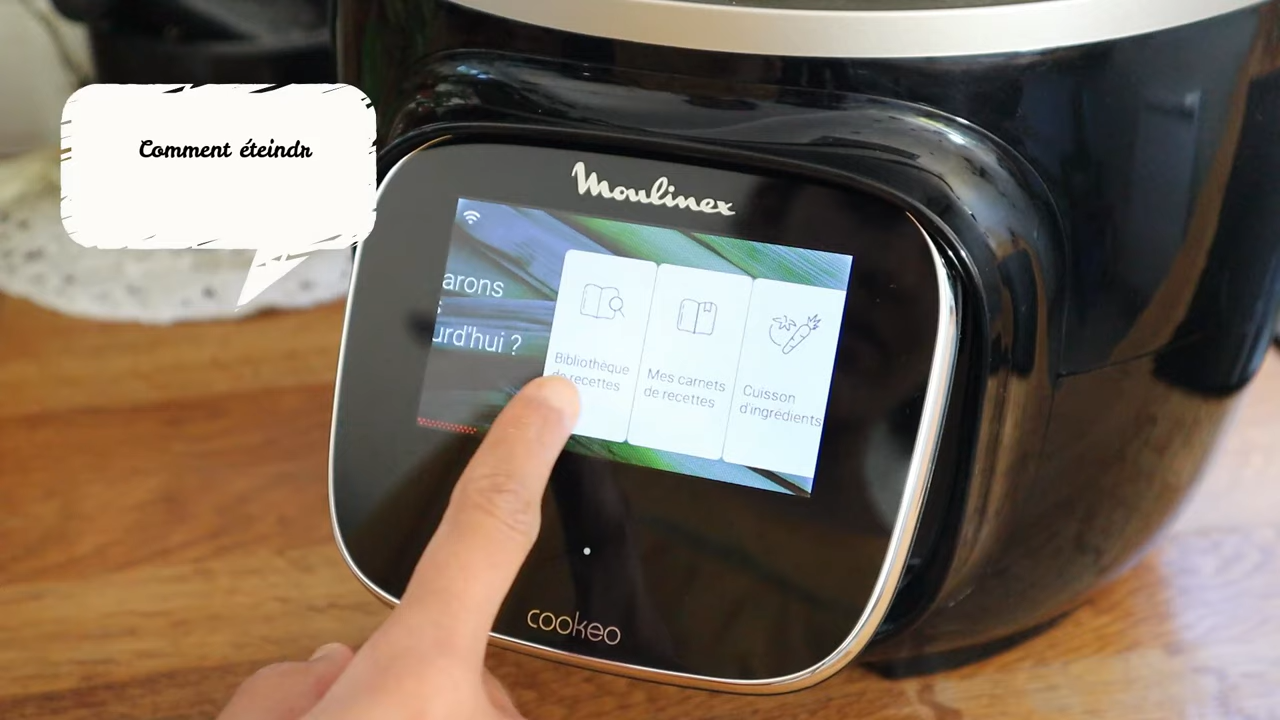 Comment éteindr
Moulinex
arons
urd'hui ?
Bibliothèque
de recettes
Mes carnets
de recettes
Cuisson
d'ingrédients
cookeo